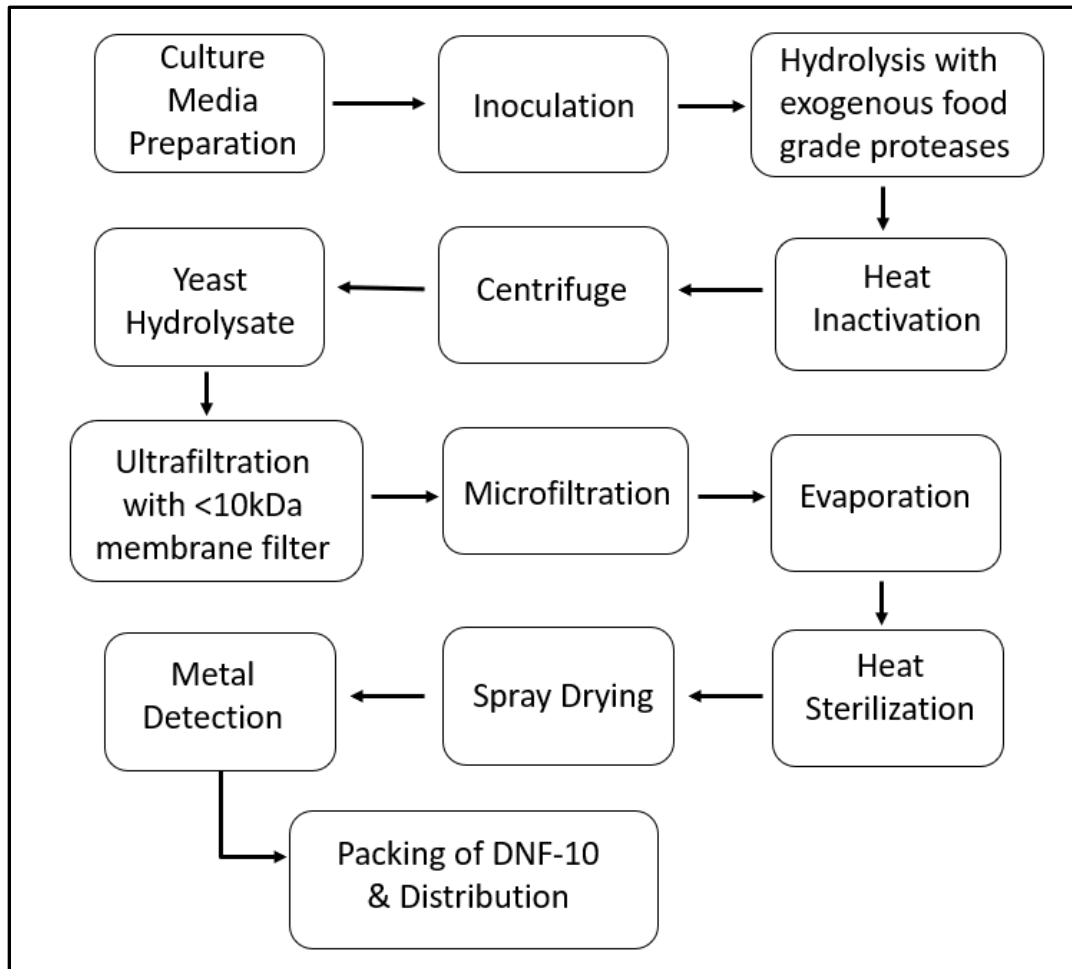 Culture
Media
Preparation
Inoculation
Hydrolysis with
exogenous food
grade proteases
Heat
Inactivation
Centrifuge
Yeast
Hydrolysate
Ultrafiltration
with <10kDa
membrane filter
Microfiltration
Evaporation
Heat
Sterilization
Spray Drying
Metal
Detection
Packing of DNF-10
& Distribution